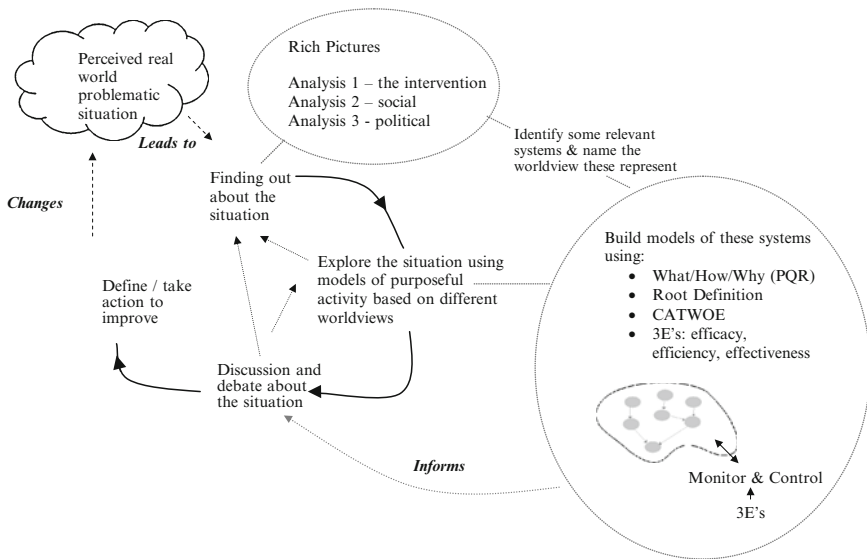 Perceived real
world
problematic
situation
Rich Pictures
Analysis 1 – the intervention
Analysis 2 – social
Analysis 3 - political
Leads to
Identify some relevant
systems & name the
worldview these represent
Changes
Finding out
about the
situation
Build models of these systems
using:
• What/How/Why (PQR)
• Root Definition
• CATWOE
• 3E's: efficacy,
efficiency, effectiveness
Explore the situation using
models of purposeful
activity based on different
worldviews
Define / take
action to
improve
Discussion and
debate about
the situation
Informs
Monitor & Control
3E's